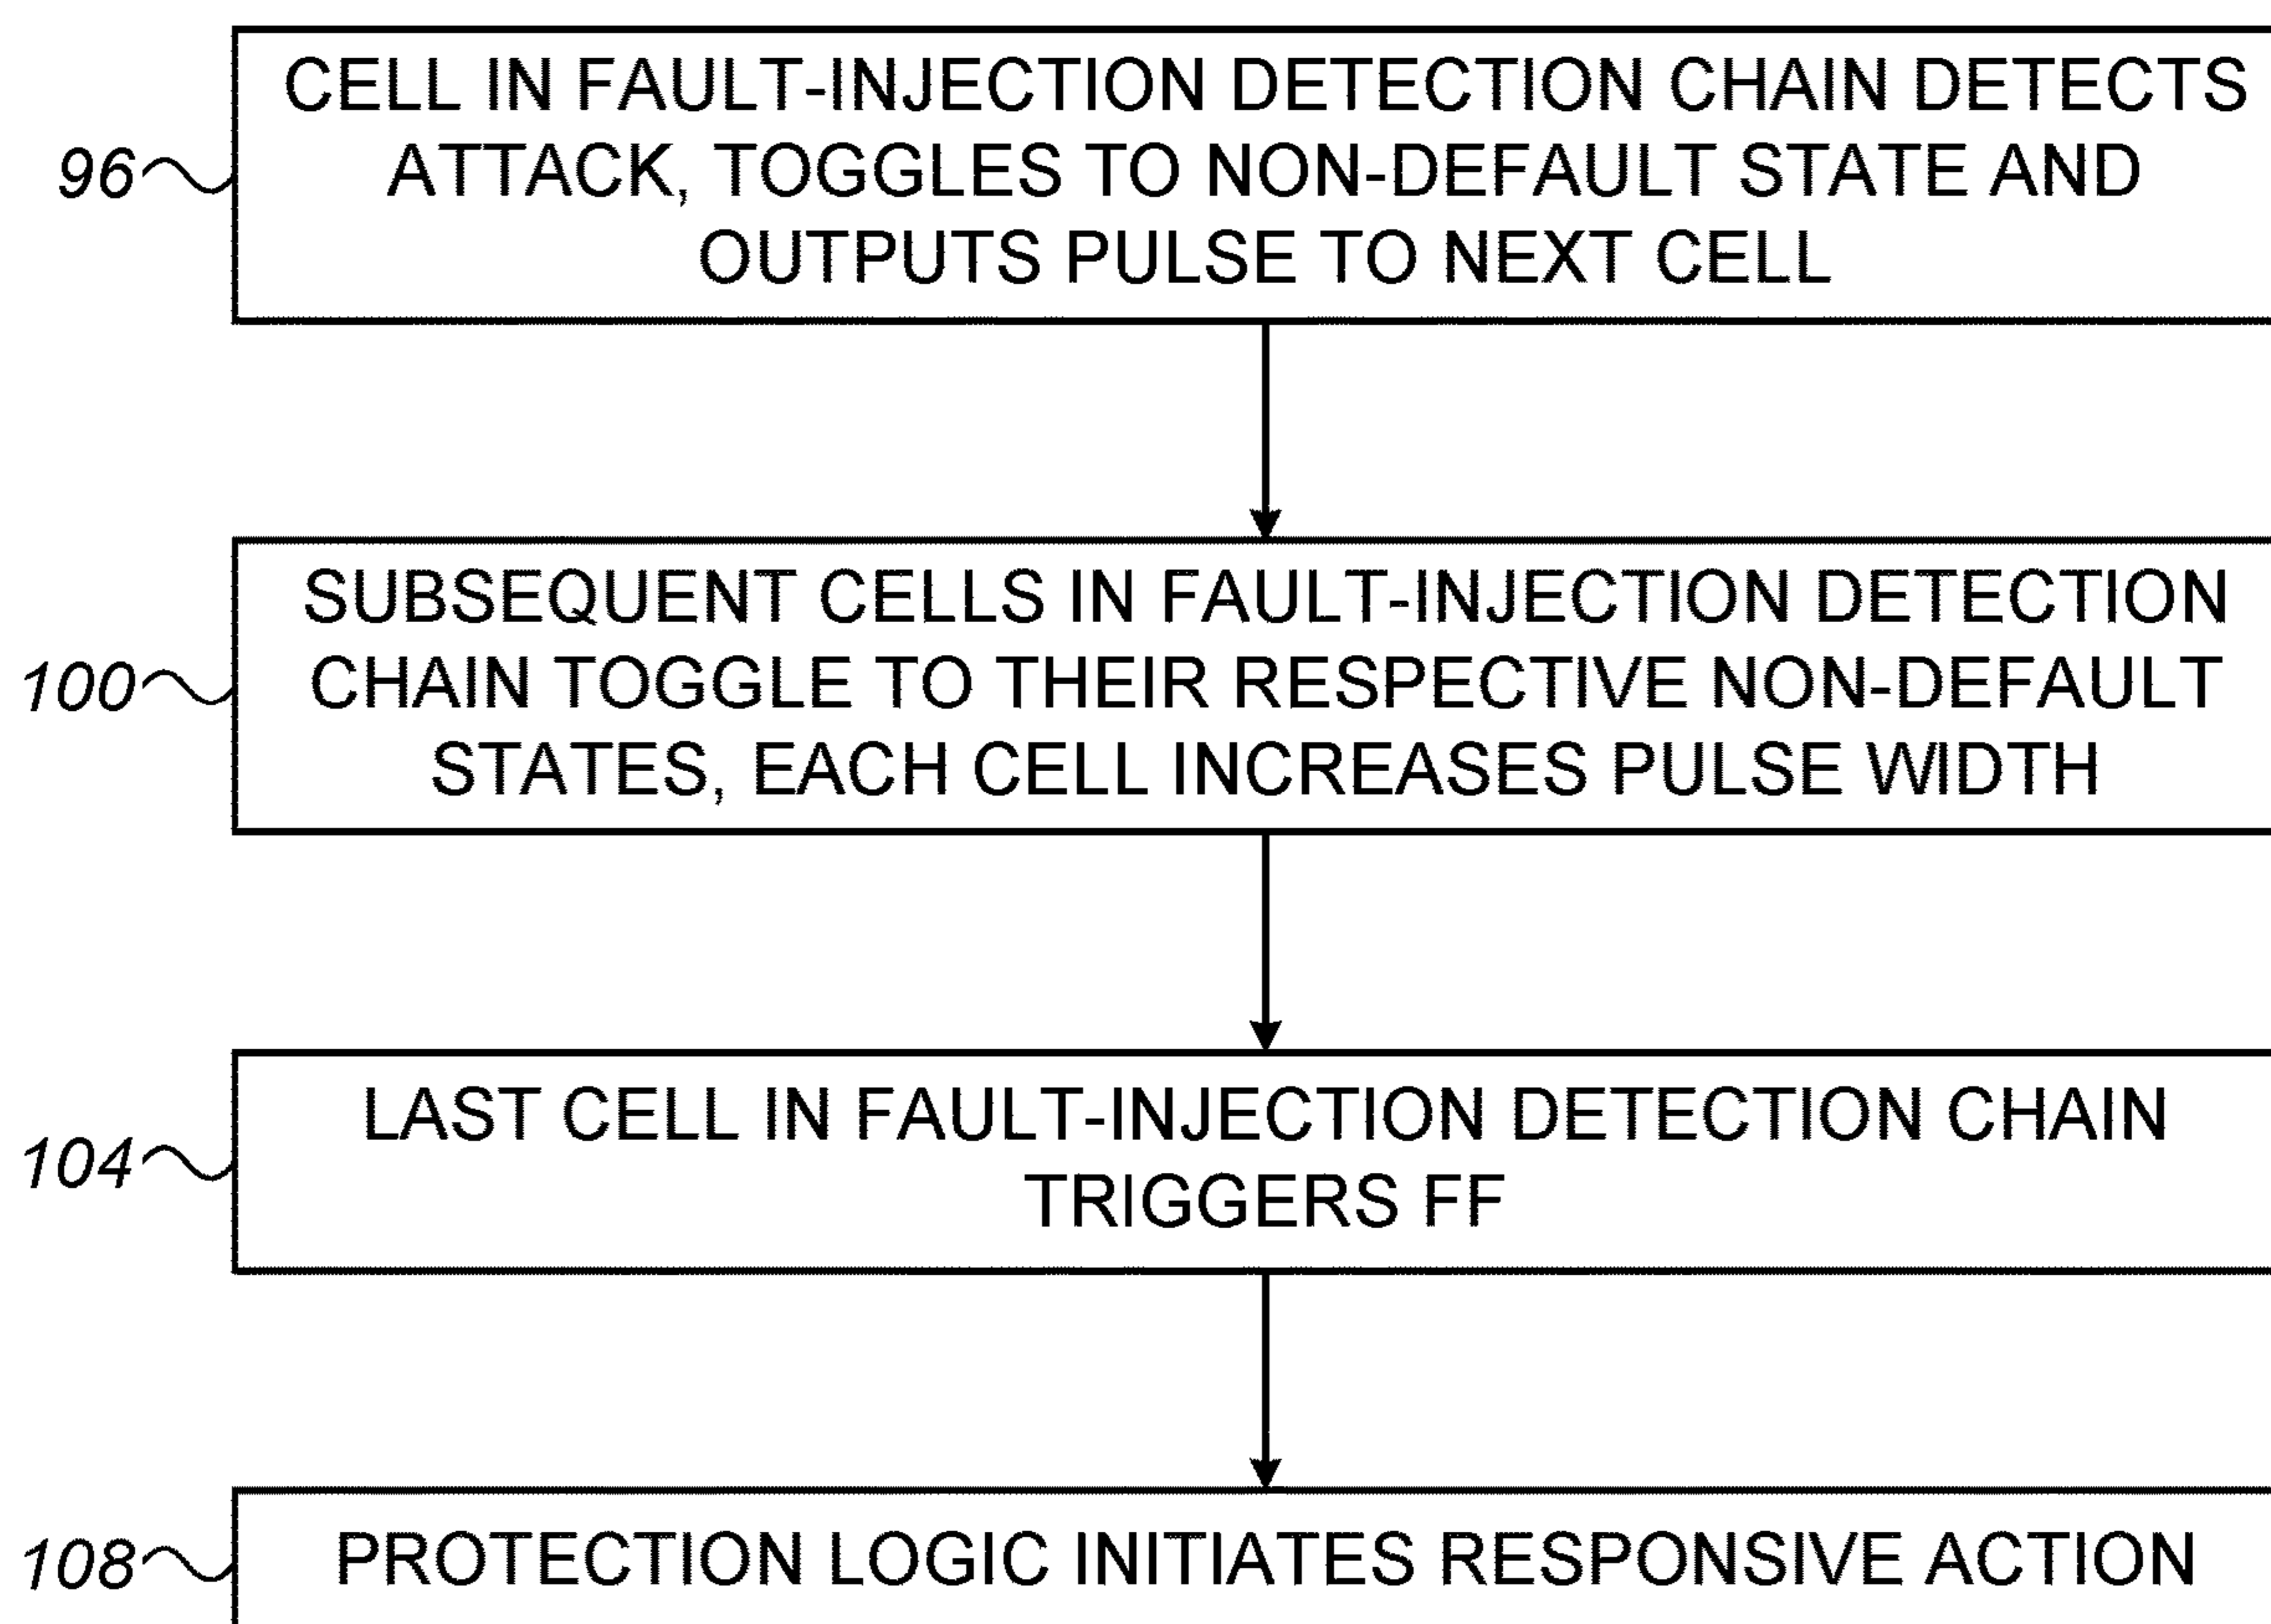 CELL IN FAULT-INJECTION DETECTION CHAIN DETECTS
96
ATTACK, TOGGLES TO NON-DEFAULT STATE AND
OUTPUTS PULSE TO NEXT CELL
SUBSEQUENT CELLS IN FAULT-INJECTION DETECTION
100
CHAIN TOGGLE TO THEIR RESPECTIVE NON-DEFAULT
STATES, EACH CELL INCREASES PULSE WIDTH
LAST CELL IN FAULT-INJECTION DETECTION CHAIN
104
TRIGGERS FF
108
PROTECTION LOGIC INITIATES RESPONSIVE ACTION